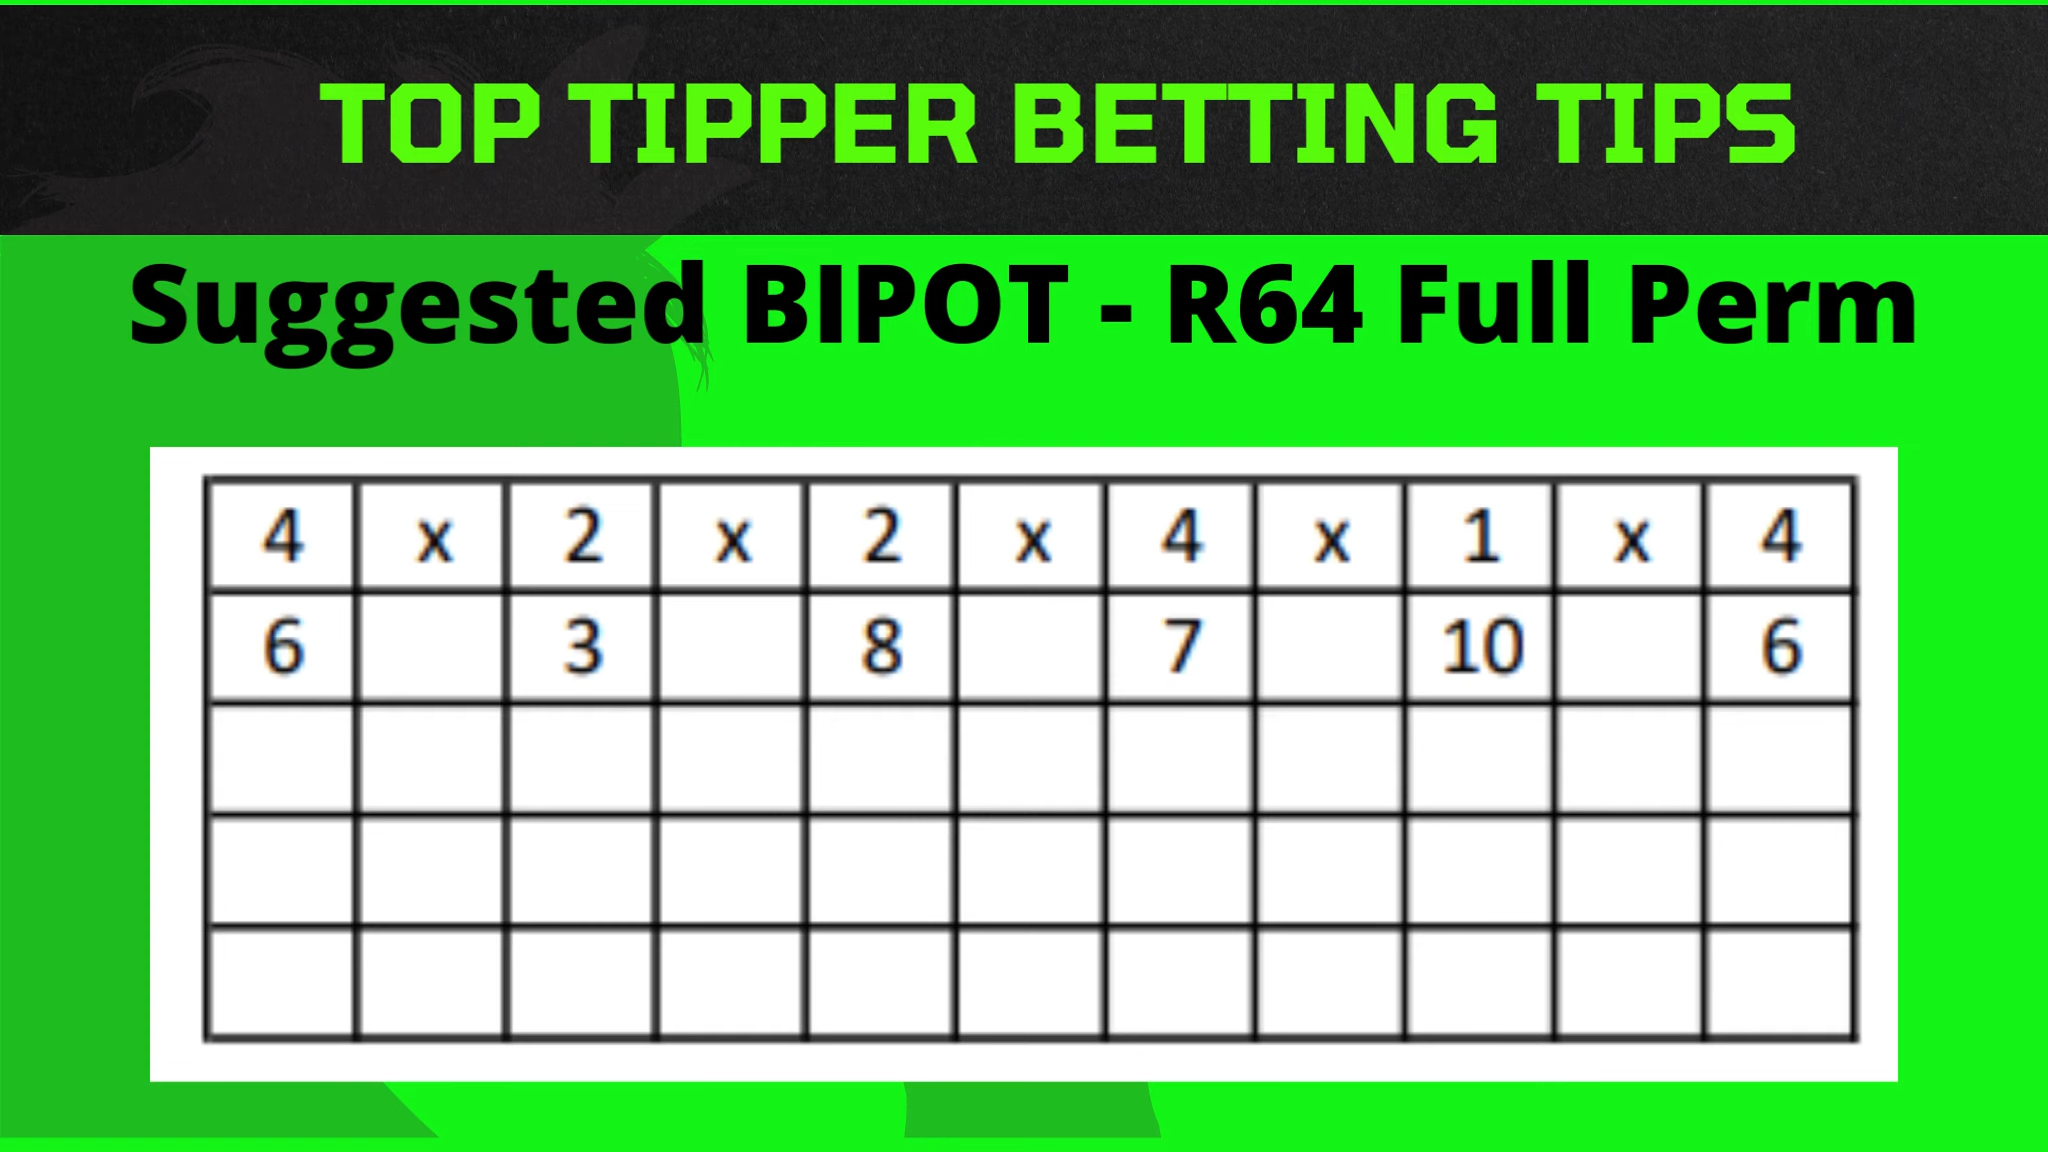 TOP TIPPER BETTING TIPS
Suggested BIPOT - R64 Full Perm
4 x 2 x 2 x 4 x 1 x 4
6 3 8 7 10 6